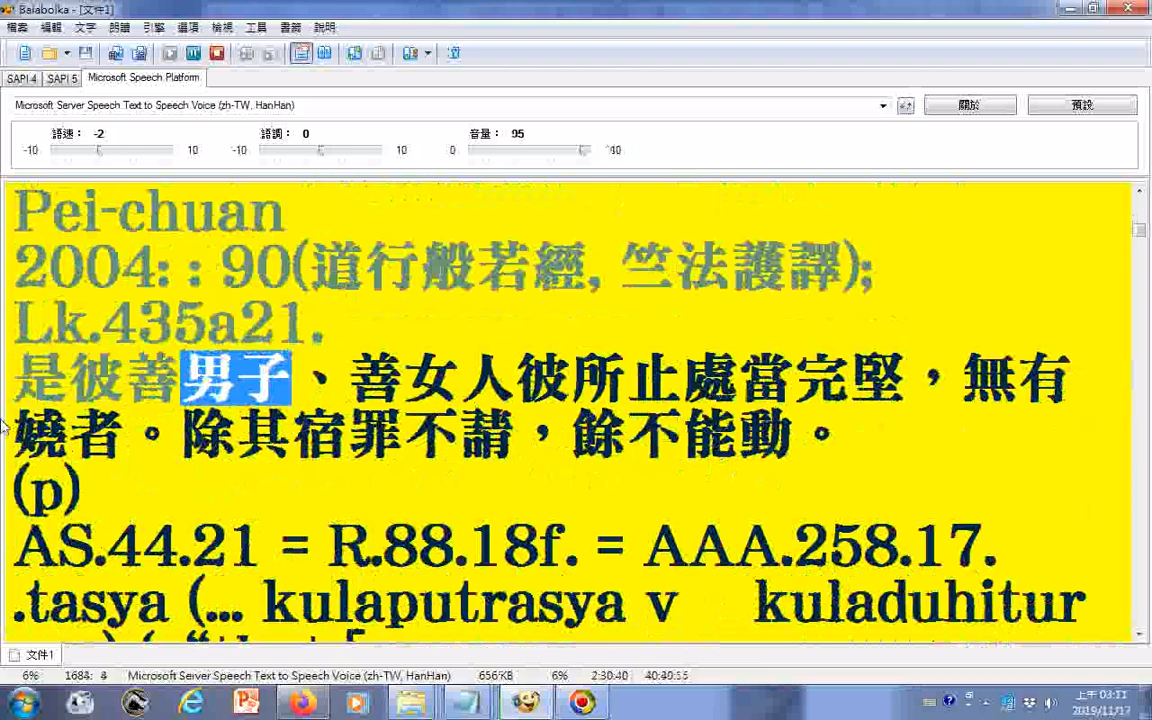 Balabolka - [文件1]
檔案 編輯 文字 朗讀 引擎 選項 檢視 工具 書籤 說明
SAPI 4 SAPI 5 Microsoft Speech Platform
Microsoft Server Speech Text to Speech Voice (zh-TW, HanHan) 關於 預設
語速： -2 語調： 0 音量： 95
-10 10 -10 10 0 40
Pei-chuan
2004: : 90(道行般若經, 竺法護譯);
Lk.435a21.
是彼善男子、善女人彼所止處當完堅，無有
嬈者。除其宿罪不請，餘不能動。
(p)
AS.44.21 = R.88.18f. = AAA.258.17.
.tasya (... kulaputrasya v kuladuhitur
文件1
6% 1684: 4 Microsoft Server Speech Text to Speech Voice (zh-TW, HanHan) 656 KB 6% 2:30:40
上午 03:11
2019/11/17